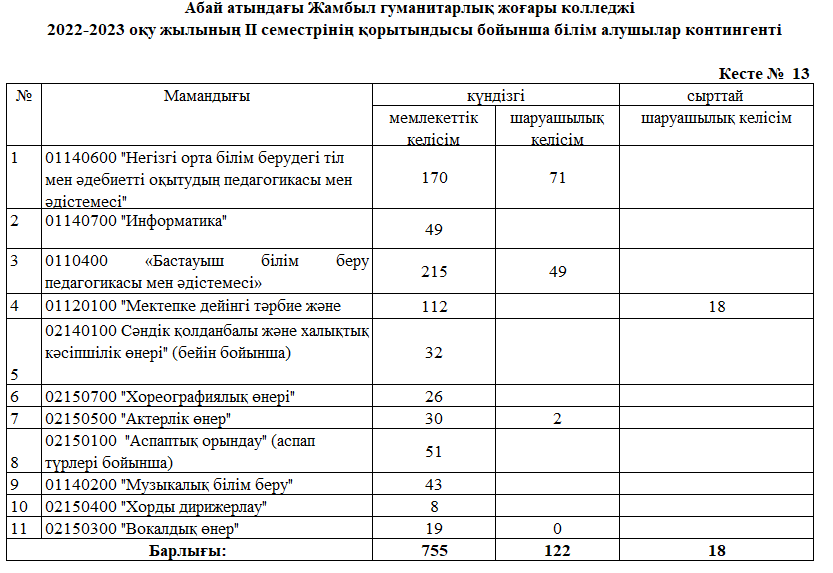 Абай атындағы Жамбыл гуманитарлық жоғары колледжі
2022-2023 оқу жылының II семестрінің қорытындысы бойынша білім алушылар контингенті
Кесте № 13
№ Мамандығы күндізгі сырттай
мемлекеттік келісім шаруашылық келісім шаруашылық келісім
1 01140600 "Негізгі орта білім берудегі тіл
мен әдебиетті оқытудың педагогикасы мен 170 71
әдістемесі"
2 01140700 "Информатика" 49
3 0110400 «Бастауыш білім беру
педагогикасы мен әдістемесі» 215 49
4 01120100 "Мектепке дейінгі тәрбие және 112 18
02140100 Сәндік қолданбалы және халықтық
кәсіпшілік өнері" (бейін бойынша) 32
5
6 02150700 "Хореографиялық өнері" 26
7 02150500 "Актерлік өнер" 30 2
02150100 "Аспаптық орындау" (аспап
8 түрлері бойынша) 51
9 01140200 "Музыкалық білім беру" 43
10 02150400 "Хорды дирижерлау" 8
11 02150300 "Вокалдық өнер" 19 0
Барлығы: 755 122 18